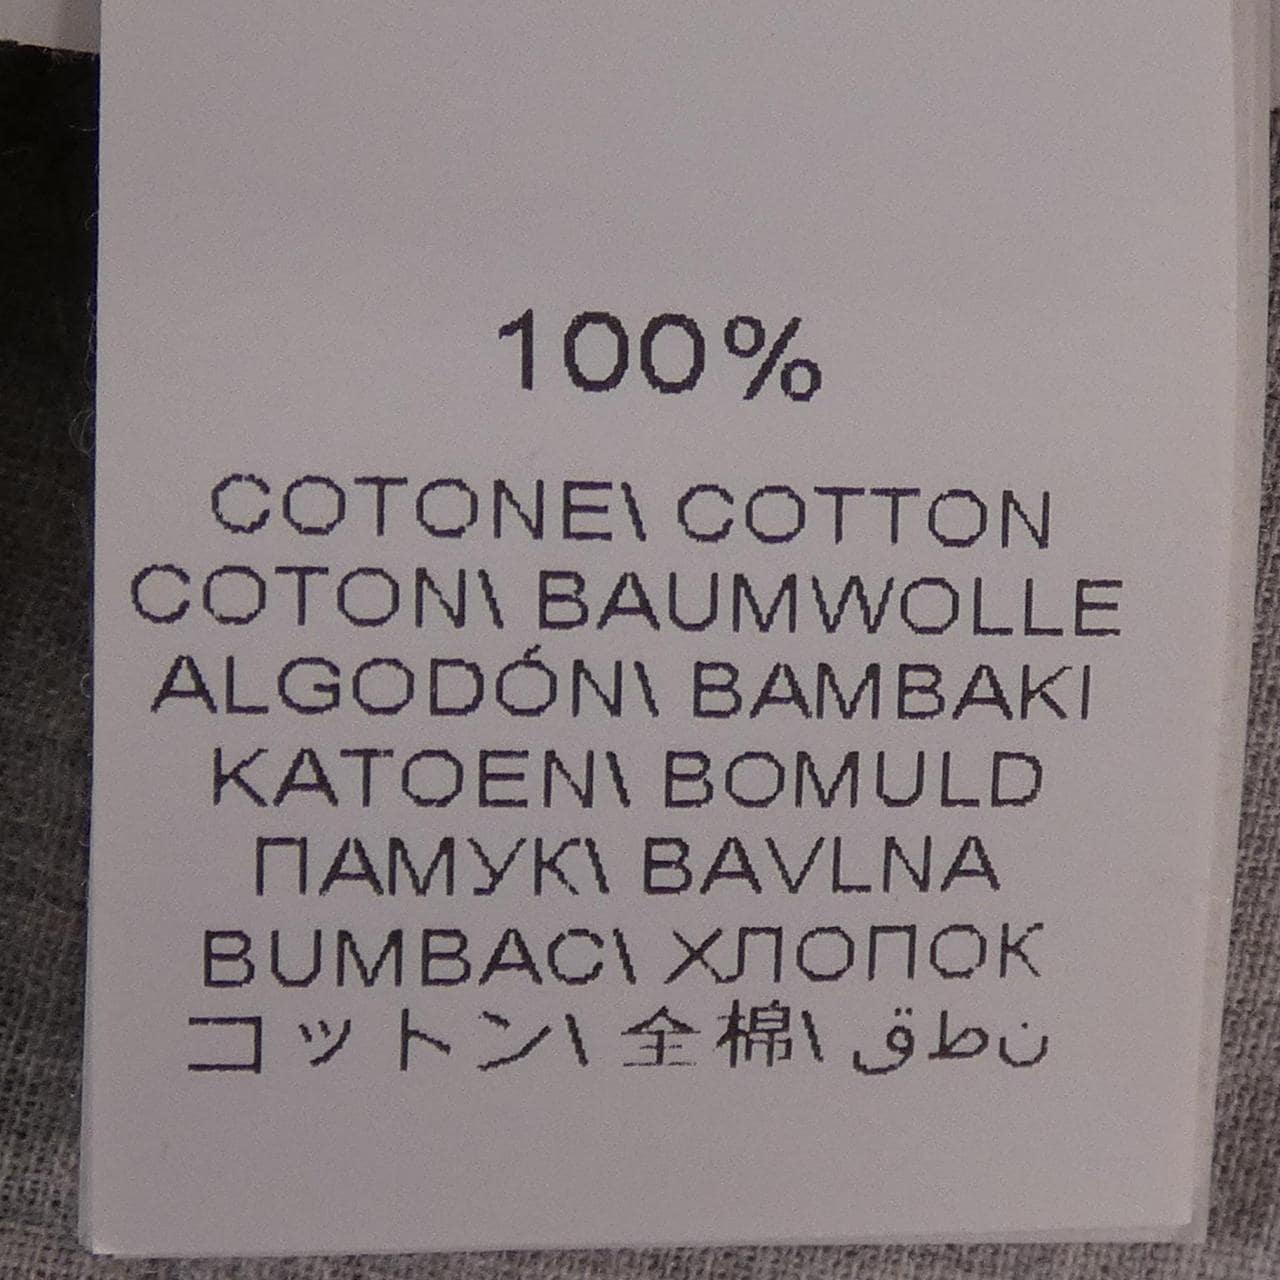 100%
COTONE\ COTTON
COTON\ BAUMWOLLE
ALGODÓN\ BAMBAKI
KATOEN\ BOMULD
ПАМУК\ BAVLNA
BUMBAC\ ХЛОПОК
コットン\ 全棉\ ق ط ن